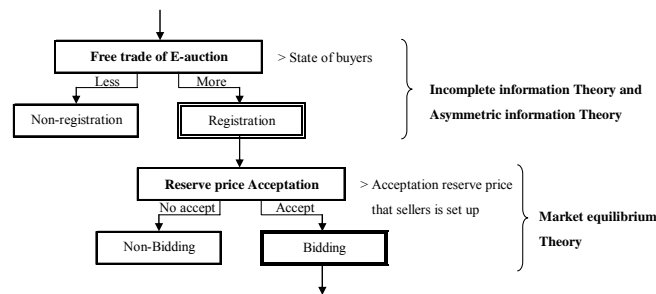 Free trade of E-auction
> State of buyers
Less
More
Incomplete information Theory and
Asymmetric information Theory
Non-registration
Registration
Reserve price Acceptation
> Acceptation reserve price
that sellers is set up
No accept
Accept
Market equilibrium
Theory
Non-Bidding
Bidding